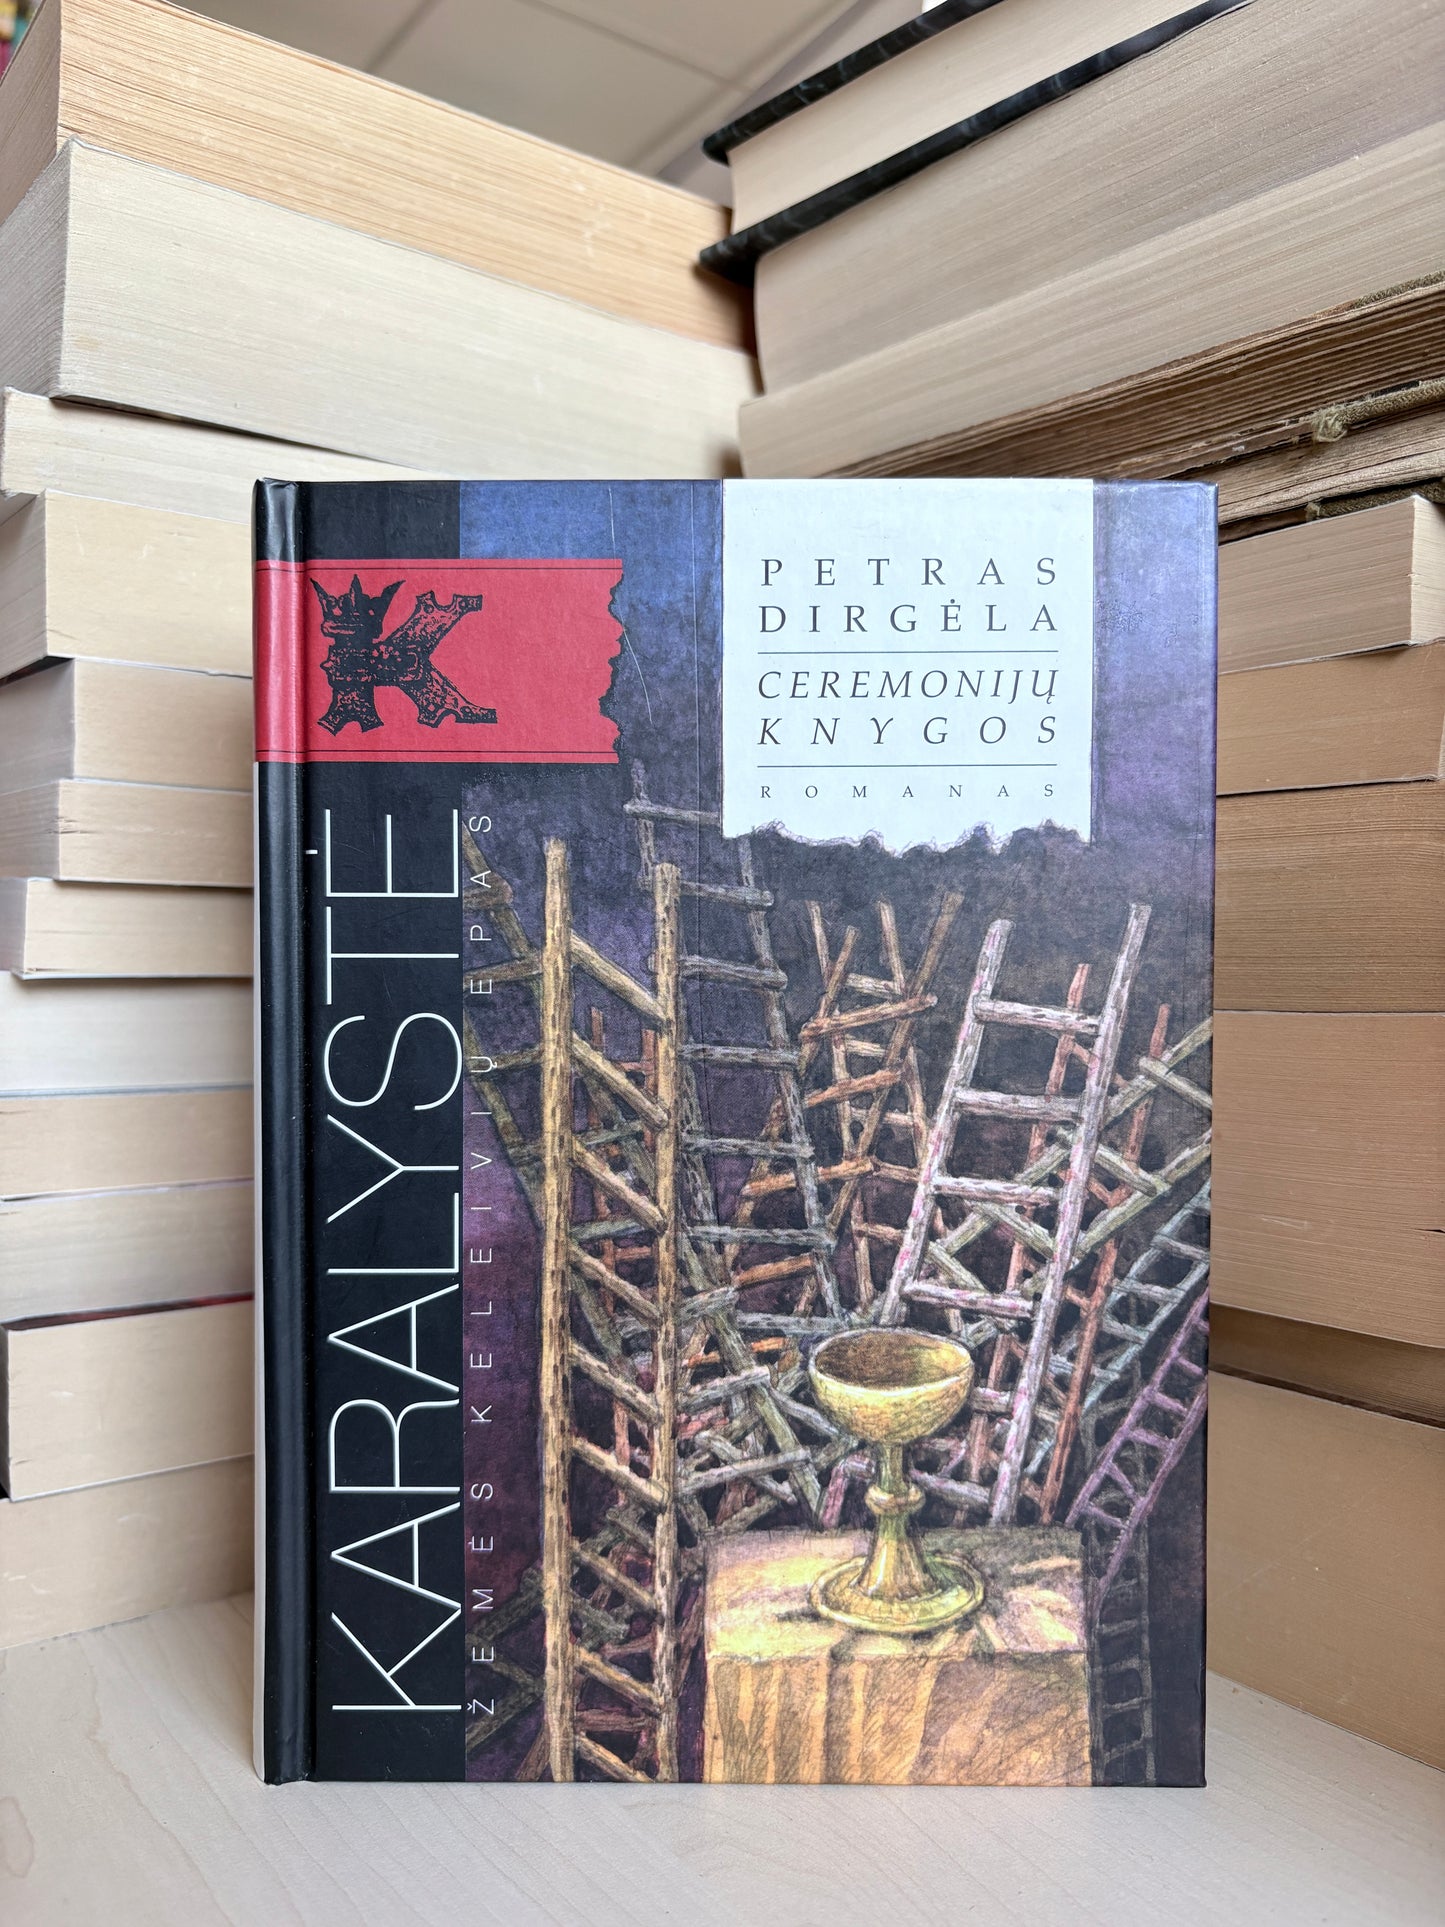 PETRAS
DIRGĖLA
CEREMONIJŲ
KNYGOS
ROMANAS
K
KARALYSTĖ
ŽEMĖS KELEIVIŲ EPAS